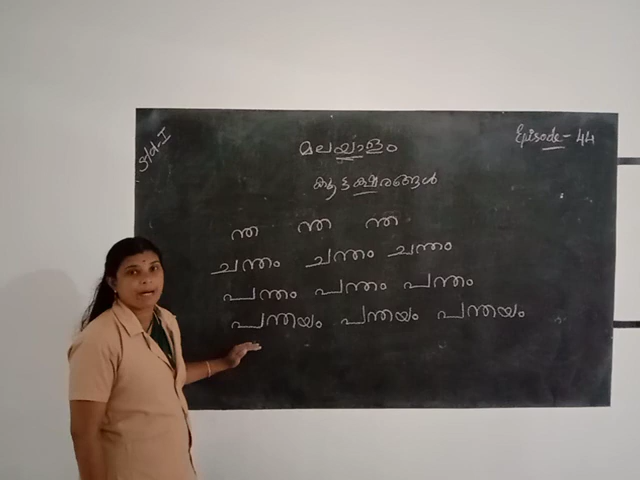 Std-I
മലയാളം
Episode-44
കൂട്ടക്ഷരങ്ങൾ
ന്ത ന്ത ന്ത
ചന്തം ചന്തം ചന്തം
പന്തം പന്തം പന്തം
പന്തയം പന്തയം പന്തയം